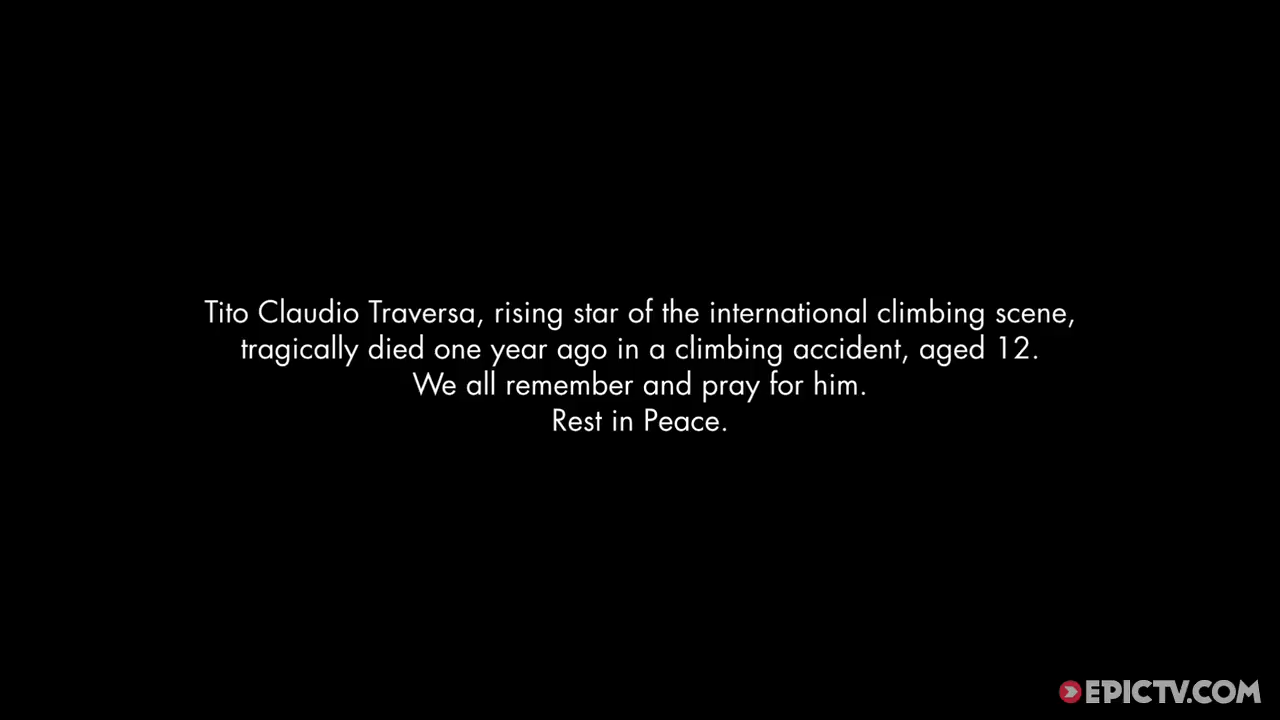 Tito Claudio Traversa, rising star of the international climbing scene,
tragically died one year ago in a climbing accident, aged 12.
We all remember and pray for him.
Rest in Peace.
EPICTV.COM